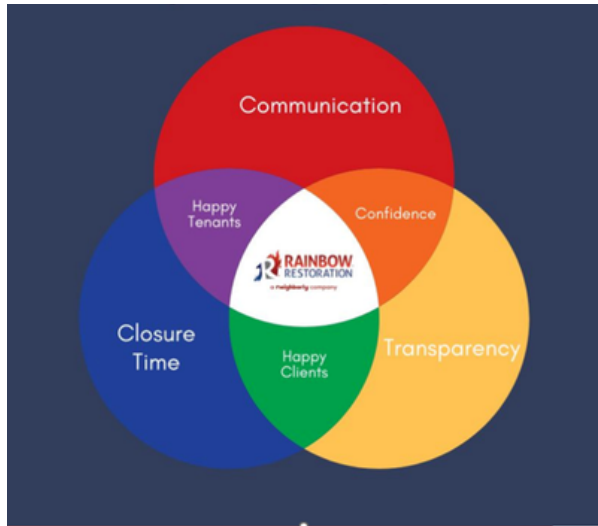 Communication
Happy
Tenants
Confidence
RAINBOW
RESTORATION
a neighborly company
Closure
Time
Transparency
Happy
Clients